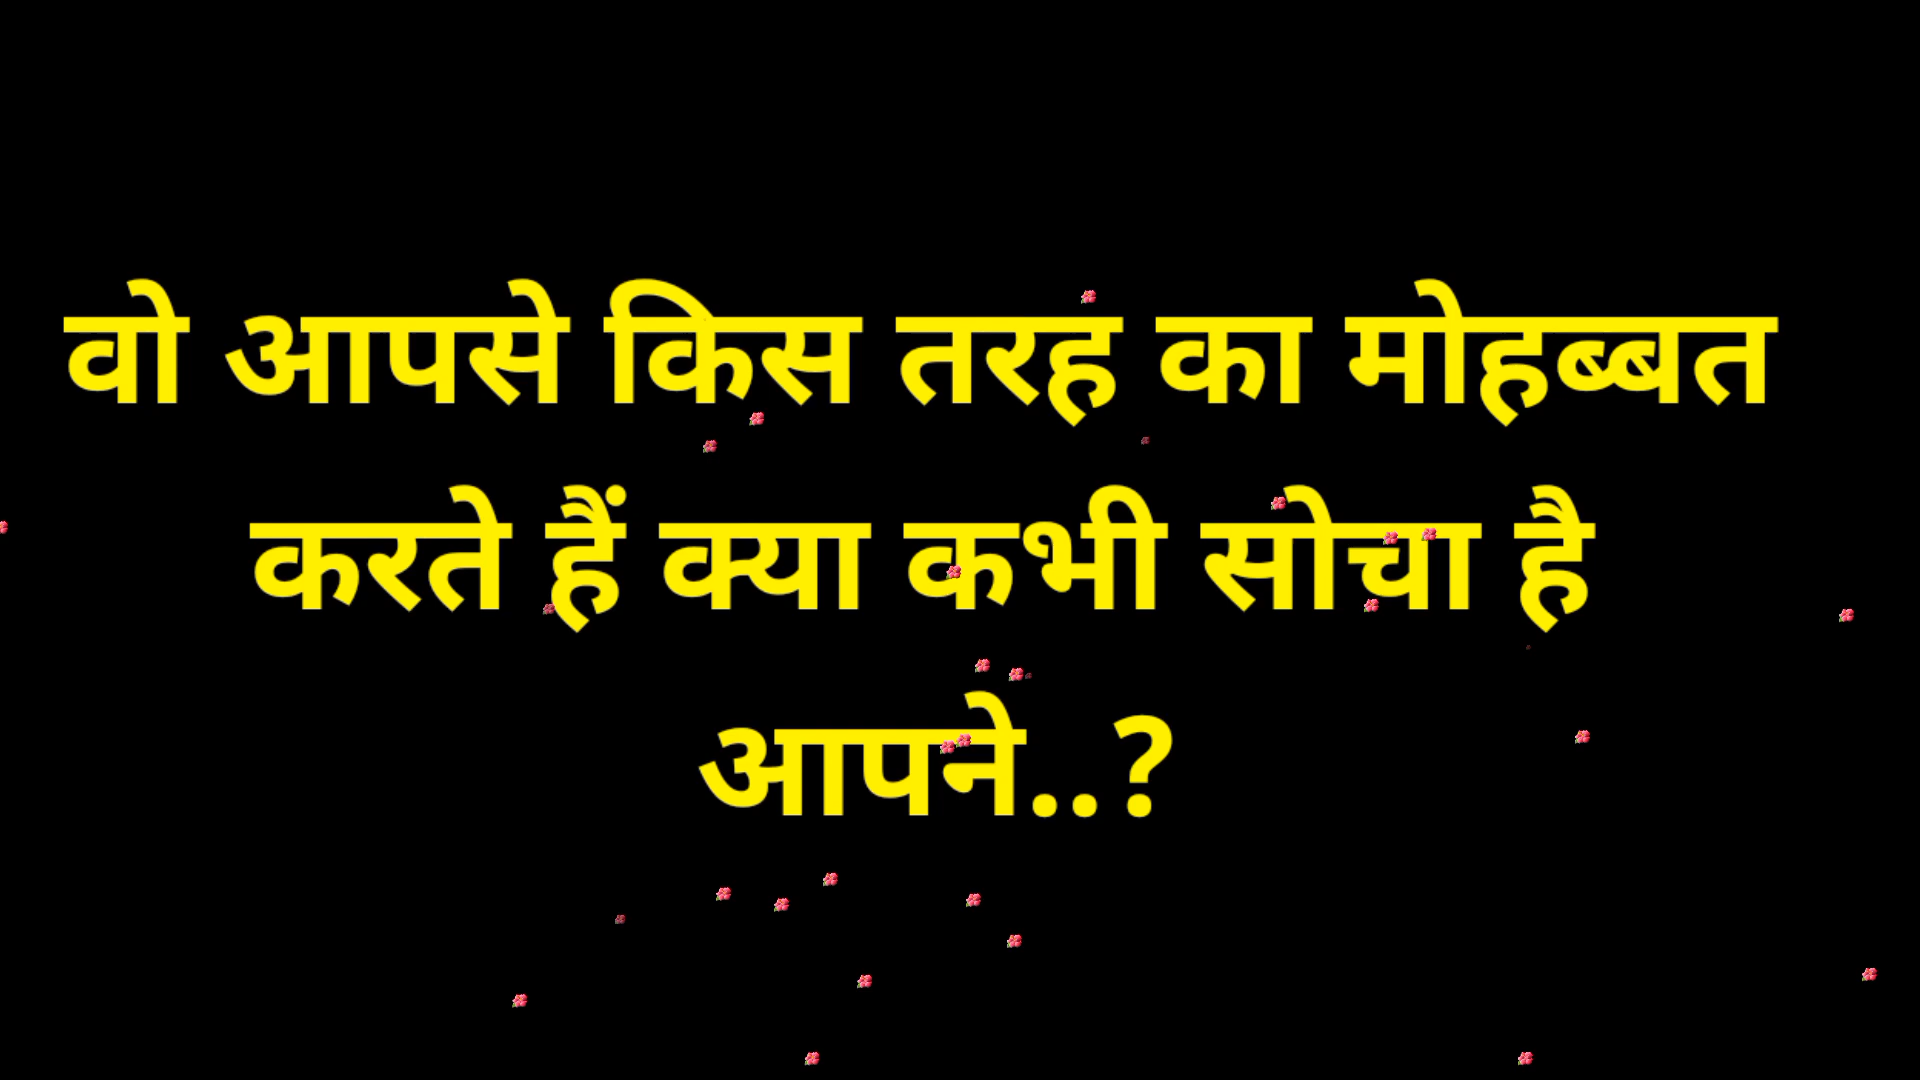 वो आपसे किस तरह का मोहब्बत
करते हैं क्या कभी सोचा है
आपने..?